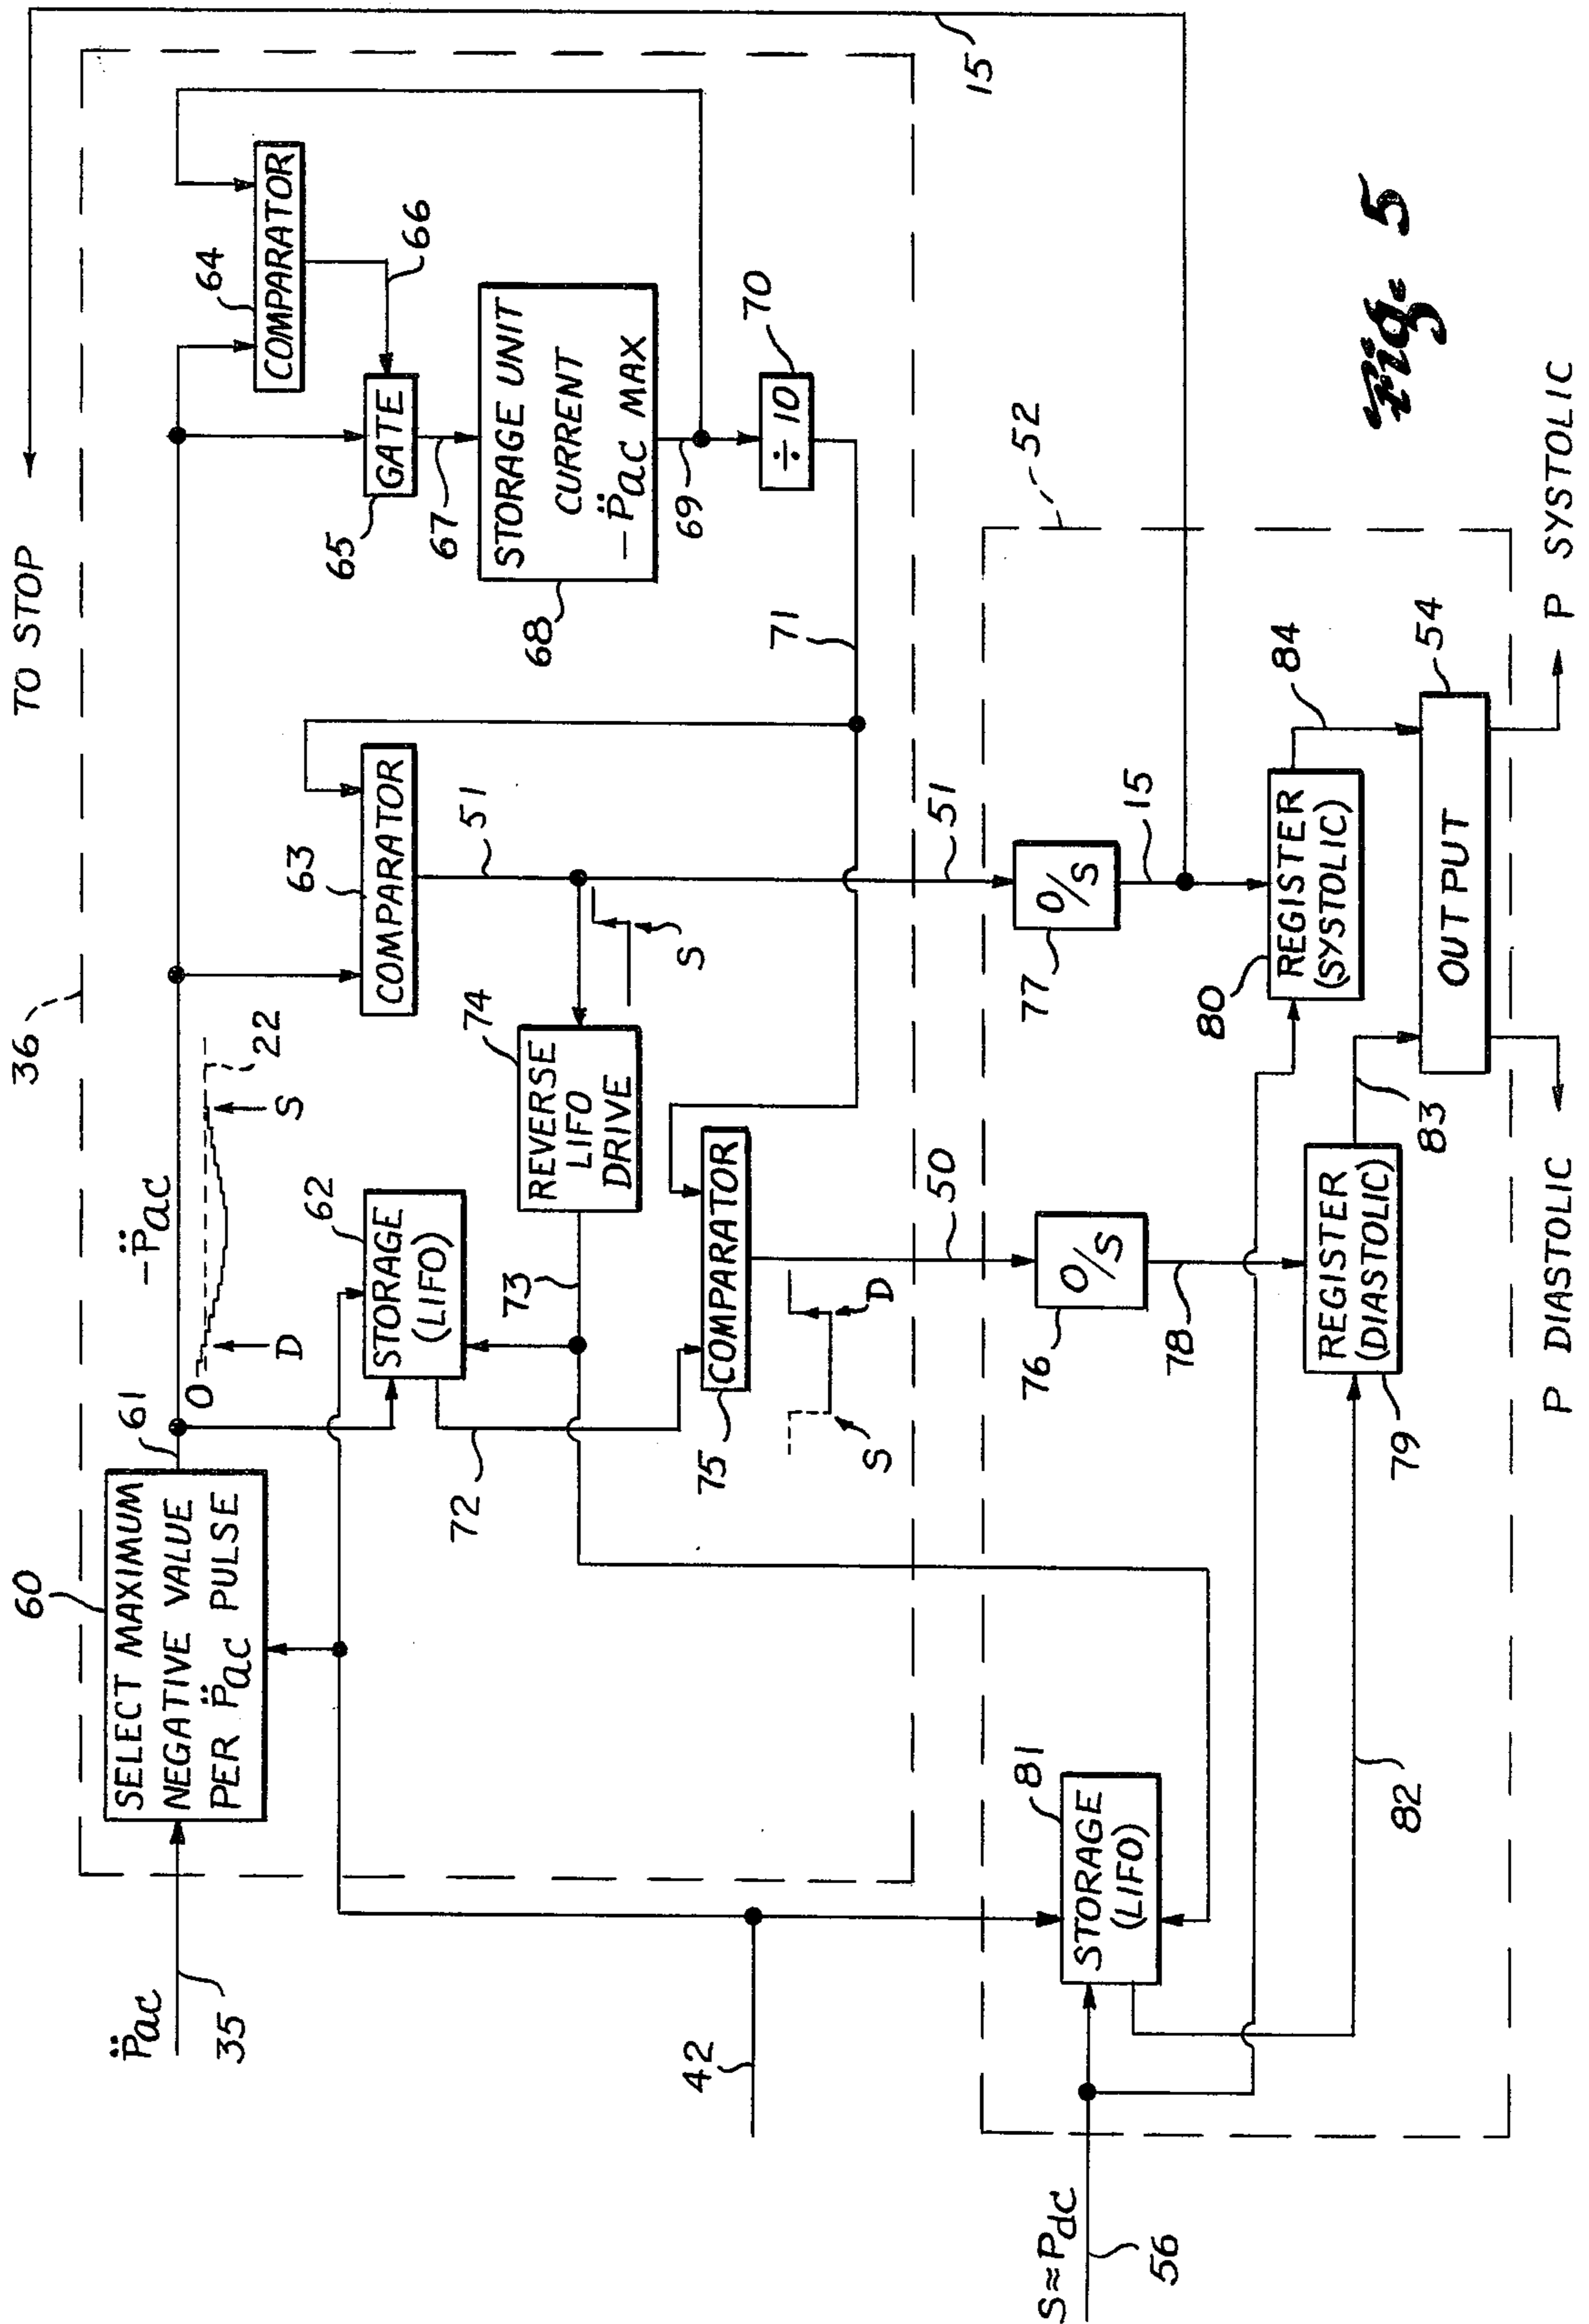 TO STOP
36
P̈ac
35
60
SELECT MAXIMUM
NEGATIVE VALUE
PER P̈ac PULSE
61
-P̈ac
O
D
S
22
62
STORAGE
(LIFO)
72
73
74
REVERSE
LIFO
DRIVE
63
COMPARATOR
51
S
64
COMPARATOR
66
65
GATE
67
STORAGE UNIT
CURRENT
-P̈ac MAX
68
69
70
÷ 10
71
75
COMPARATOR
S
D
50
51
15
42
52
S≈Pdc
56
81
STORAGE
(LIFO)
82
76
O/S
78
77
O/S
15
79
REGISTER
(DIASTOLIC)
83
80
REGISTER
(SYSTOLIC)
84
54
OUTPUT
P DIASTOLIC
P SYSTOLIC
Fig. 5